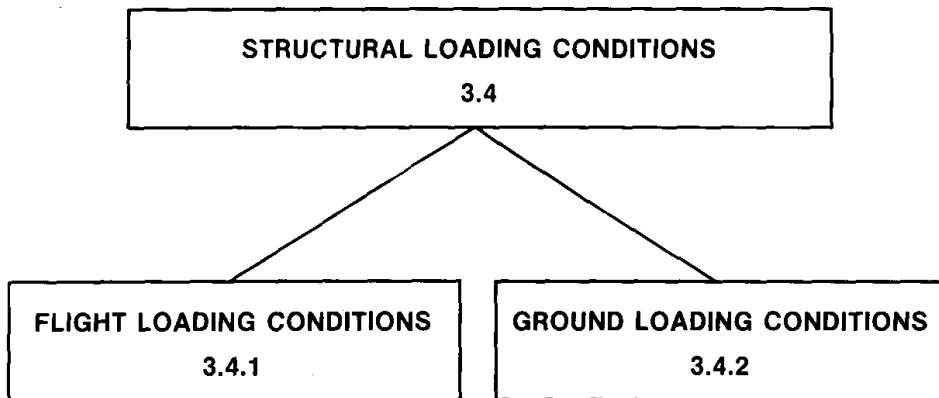 STRUCTURAL LOADING CONDITIONS
3.4
FLIGHT LOADING CONDITIONS
3.4.1
GROUND LOADING CONDITIONS
3.4.2